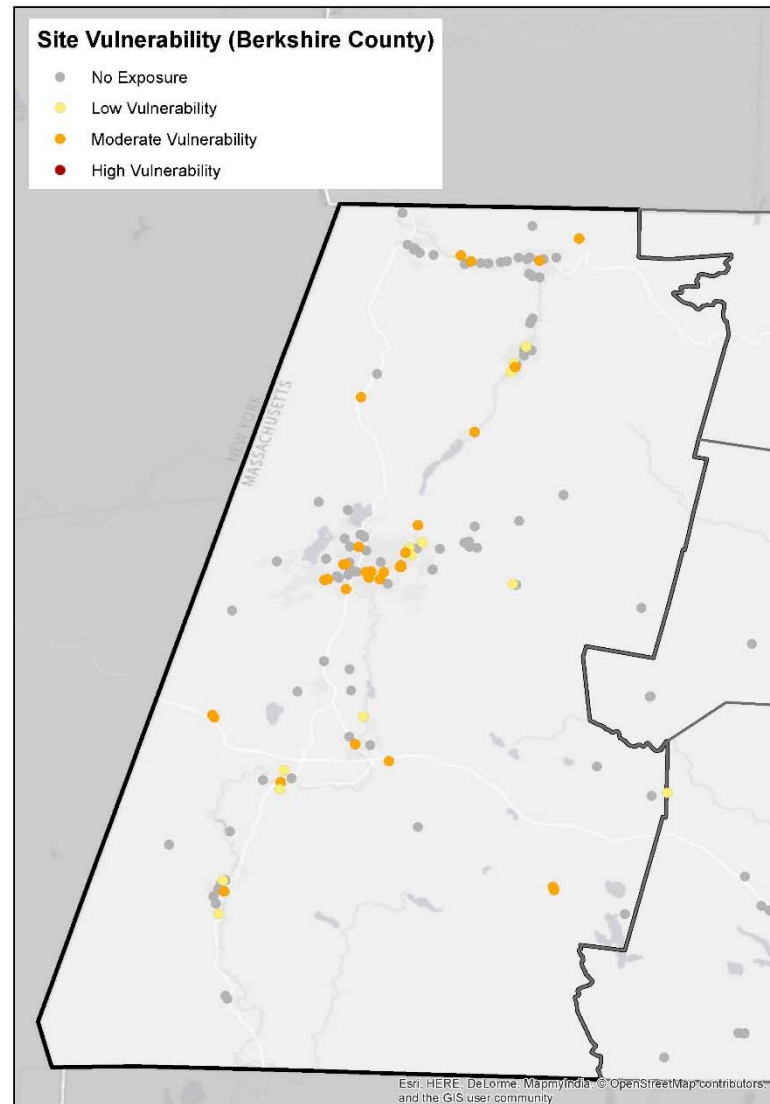 Site Vulnerability (Berkshire County)
No Exposure
Low Vulnerability
Moderate Vulnerability
High Vulnerability
NEW YORK
MASSACHUSETTS
Esri, HERE, DeLorme, MapmyIndia, © OpenStreetMap contributors,
and the GIS user community